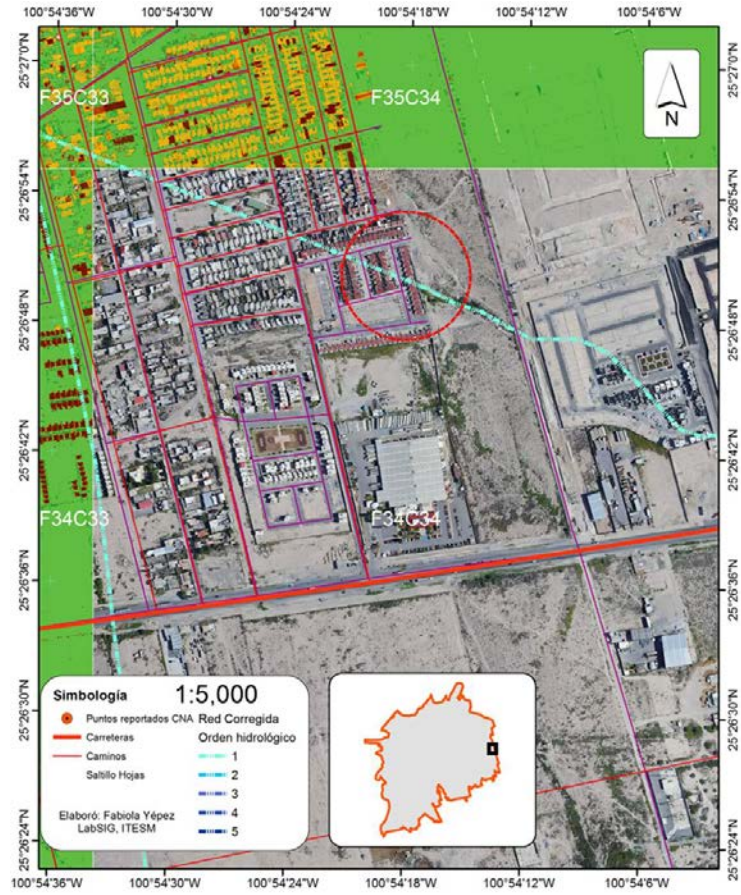 100°54'36"W 100°54'30"W 100°54'24"W 100°54'18"W 100°54'12"W 100°54'6"W
25°27'0"N
25°27'0"N
F35C33
F35C34
N
25°26'54"N
25°26'54"N
25°26'48"N
25°26'48"N
25°26'42"N
25°26'42"N
F34C33
F34C34
25°26'36"N
25°26'36"N
25°26'30"N
25°26'30"N
25°26'24"N
25°26'24"N
Simbología 1:5,000
Puntos reportados CNA
Carreteras
Caminos
Saltillo Hojas
Red Corregida
Orden hidrológico
1
2
3
4
5
Elaboró: Fabiola Yépez
LabSIG, ITESM
100°54'36"W 100°54'30"W 100°54'24"W 100°54'18"W 100°54'12"W 100°54'6"W